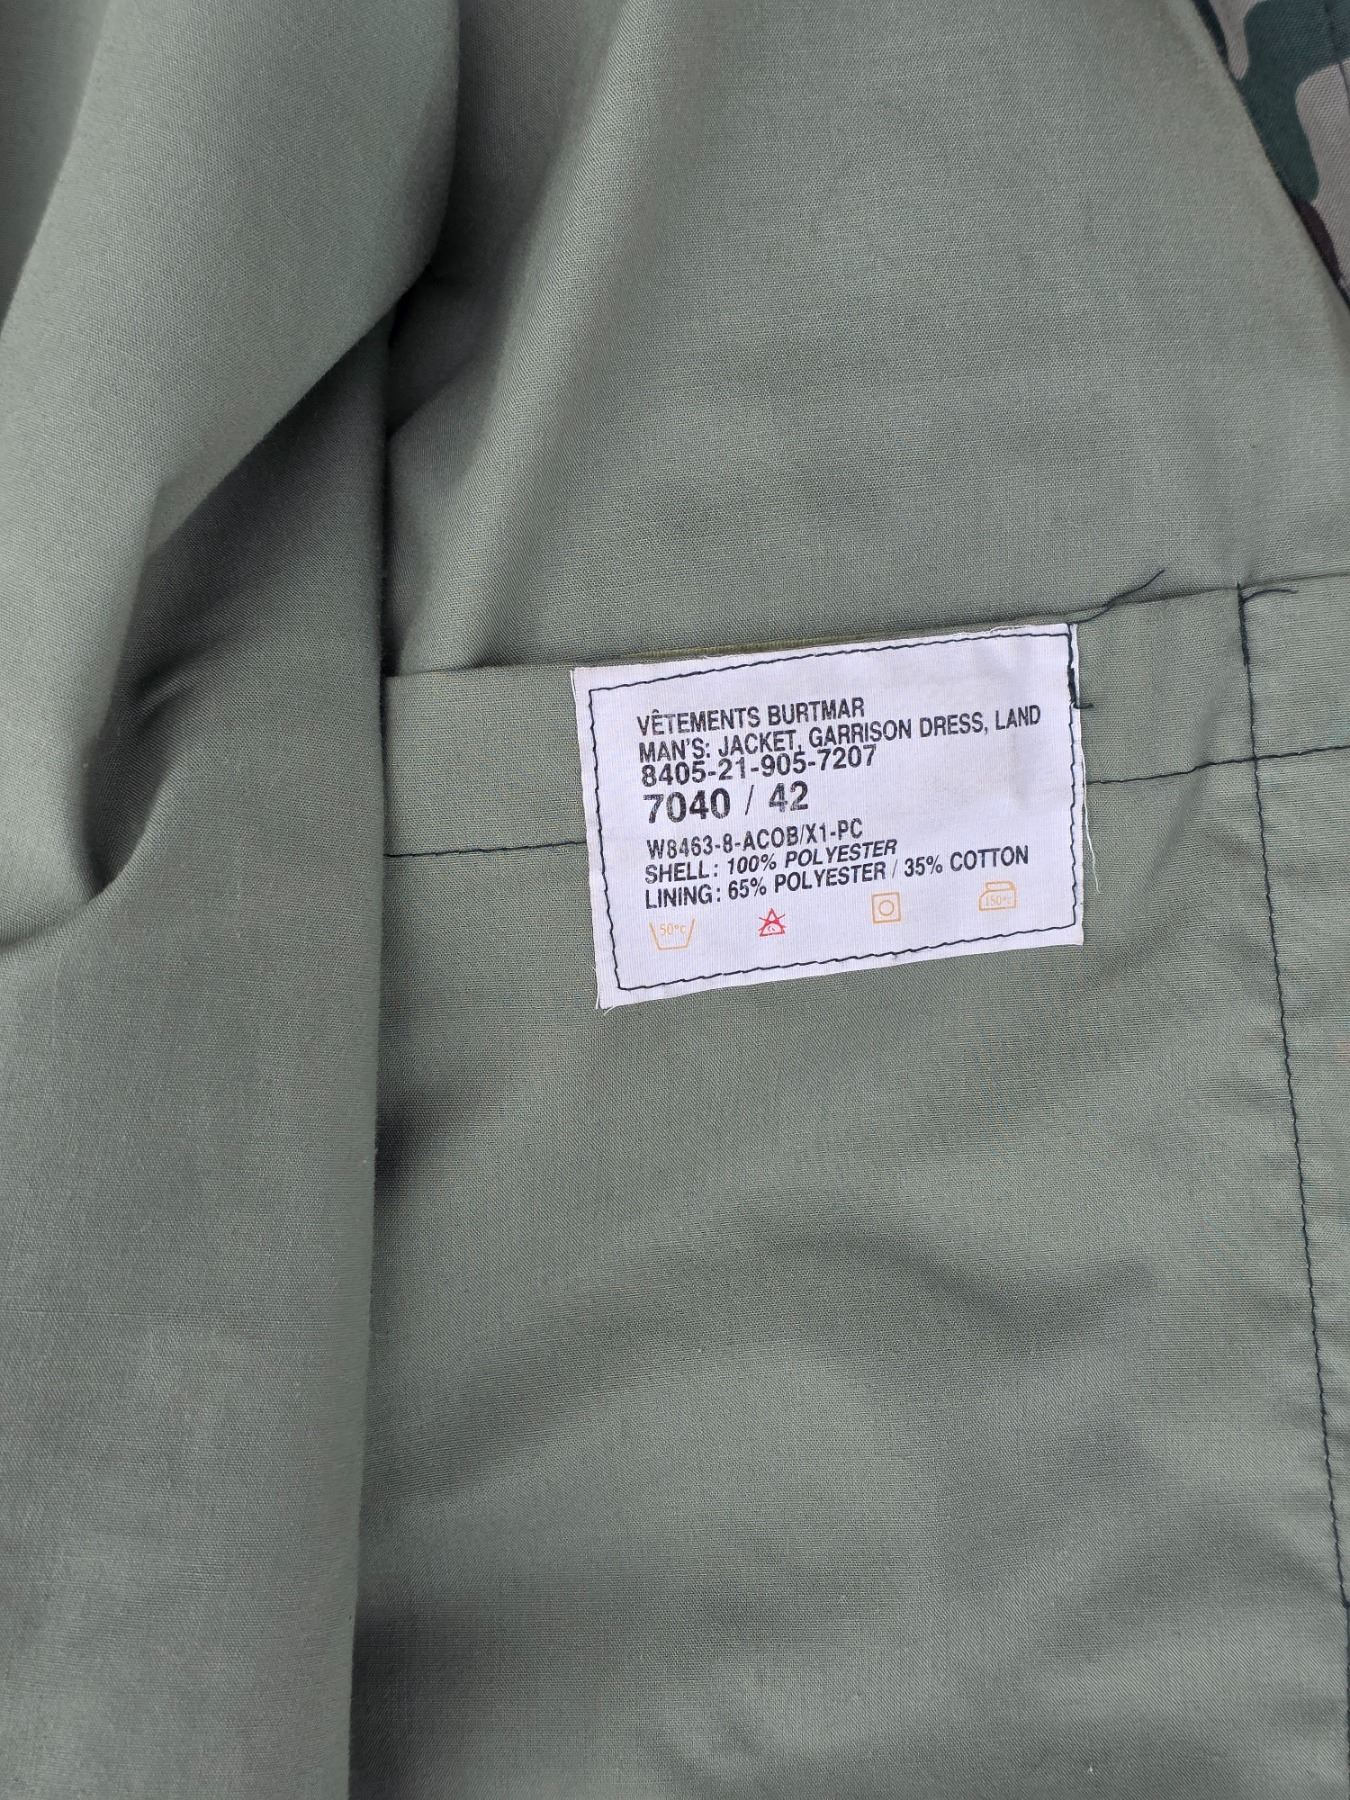 VÊTEMENTS BURTMAR
MAN'S: JACKET, GARRISON DRESS, LAND
8405-21-905-7207
7040 / 42
W8463-8-ACOB/X1-PC
SHELL: 100% POLYESTER
LINING: 65% POLYESTER / 35% COTTON
50°C 150°C